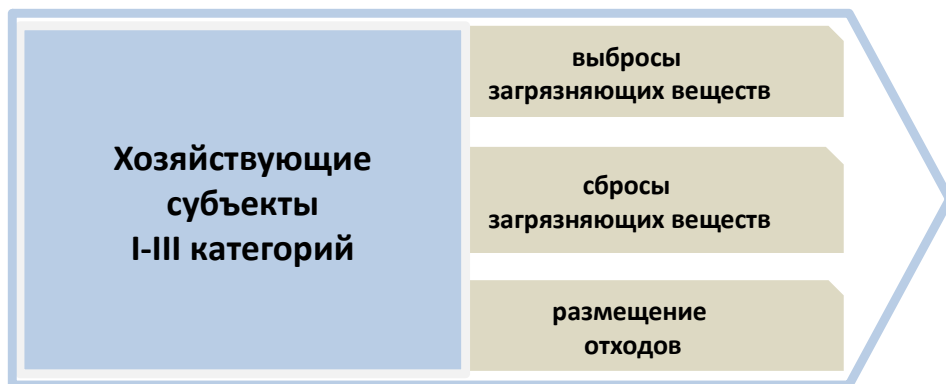 Хозяйствующие
субъекты
I-III категорий
выбросы
загрязняющих веществ
сбросы
загрязняющих веществ
размещение
отходов